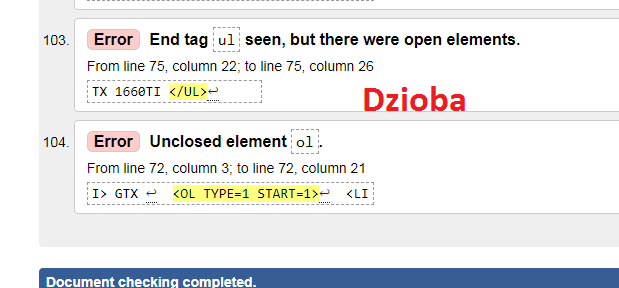 103. Error End tag ul seen, but there were open elements.
From line 75, column 22; to line 75, column 26
TX 1660TI </UL>↩
Dzioba
104. Error Unclosed element ol.
From line 72, column 3; to line 72, column 21
I> GTX ↩ <OL TYPE=1 START=1>↩ <LI
Document checking completed.